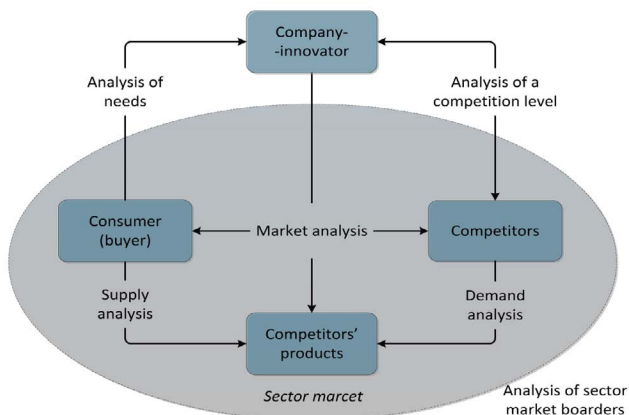 Company-
-innovator
Analysis of
needs
Analysis of a
competition level
Consumer
(buyer)
Market analysis
Competitors
Supply
analysis
Demand
analysis
Competitors'
products
Sector marcet
Analysis of sector
market boarders